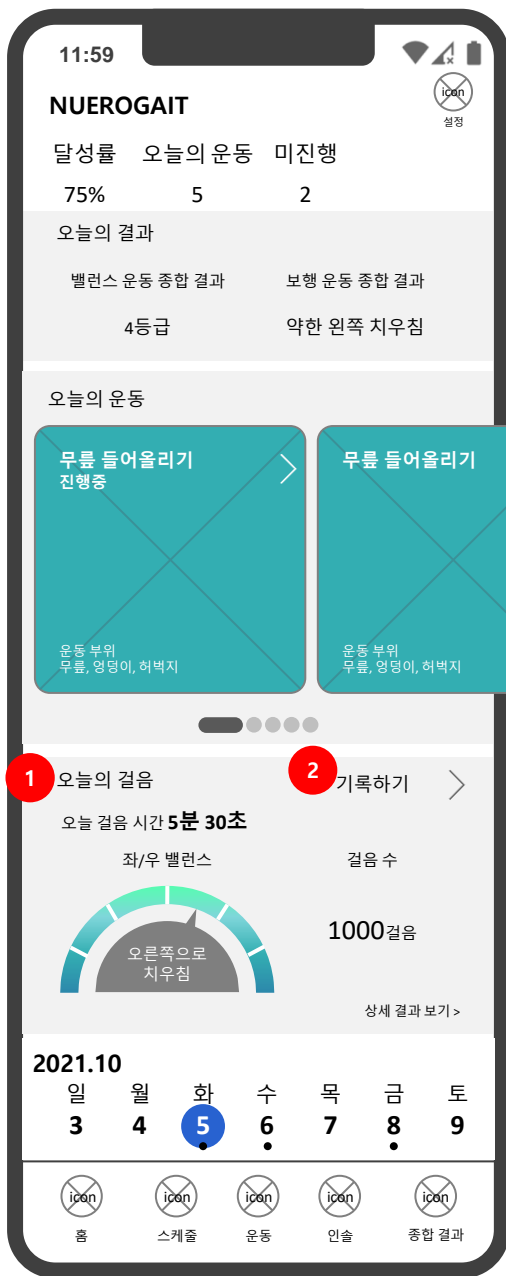 11:59
NUEROGAIT
icon
설정
달성률 오늘의 운동 미진행
75% 5 2
오늘의 결과
밸런스 운동 종합 결과 보행 운동 종합 결과
4등급 약한 왼쪽 치우침
오늘의 운동
무릎 들어올리기
진행중
운동 부위
무릎, 엉덩이, 허벅지
무릎 들어올리기
운동 부위
무릎, 엉덩이, 허벅지
1 오늘의 걸음 2 기록하기
오늘 걸음 시간 5분 30초
좌/우 밸런스 걸음 수
오른쪽으로
치우침
1000걸음
상세 결과 보기 >
2021.10
일 월 화 수 목 금 토
3 4 5 6 7 8 9
icon icon icon icon icon
홈 스케줄 운동 인솔 종합 결과